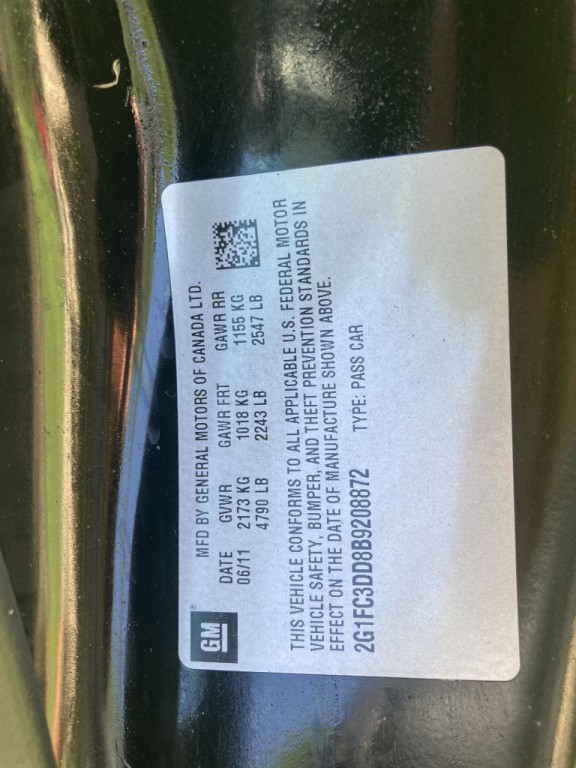 GM ®
MFD BY GENERAL MOTORS OF CANADA LTD.
DATE GVWR GAWR FRT GAWR RR
06/11 2173 KG 1018 KG 1155 KG
4790 LB 2243 LB 2547 LB
THIS VEHICLE CONFORMS TO ALL APPLICABLE U.S. FEDERAL MOTOR
VEHICLE SAFETY, BUMPER, AND THEFT PREVENTION STANDARDS IN
EFFECT ON THE DATE OF MANUFACTURE SHOWN ABOVE.
2G1FC3DD8B9208872 TYPE: PASS CAR